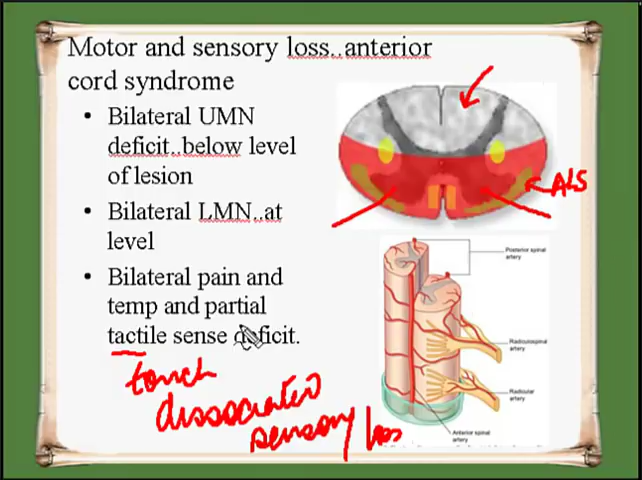 Motor and sensory loss..anterior
cord syndrome
• Bilateral UMN
deficit..below level
of lesion
• Bilateral LMN..at
level
• Bilateral pain and
temp and partial
tactile sense deficit.
touch
dissociated
sensory loss
ALS
Posterior spinal
artery
Radiculospinal
artery
Radicular
artery
Anterior spinal
artery